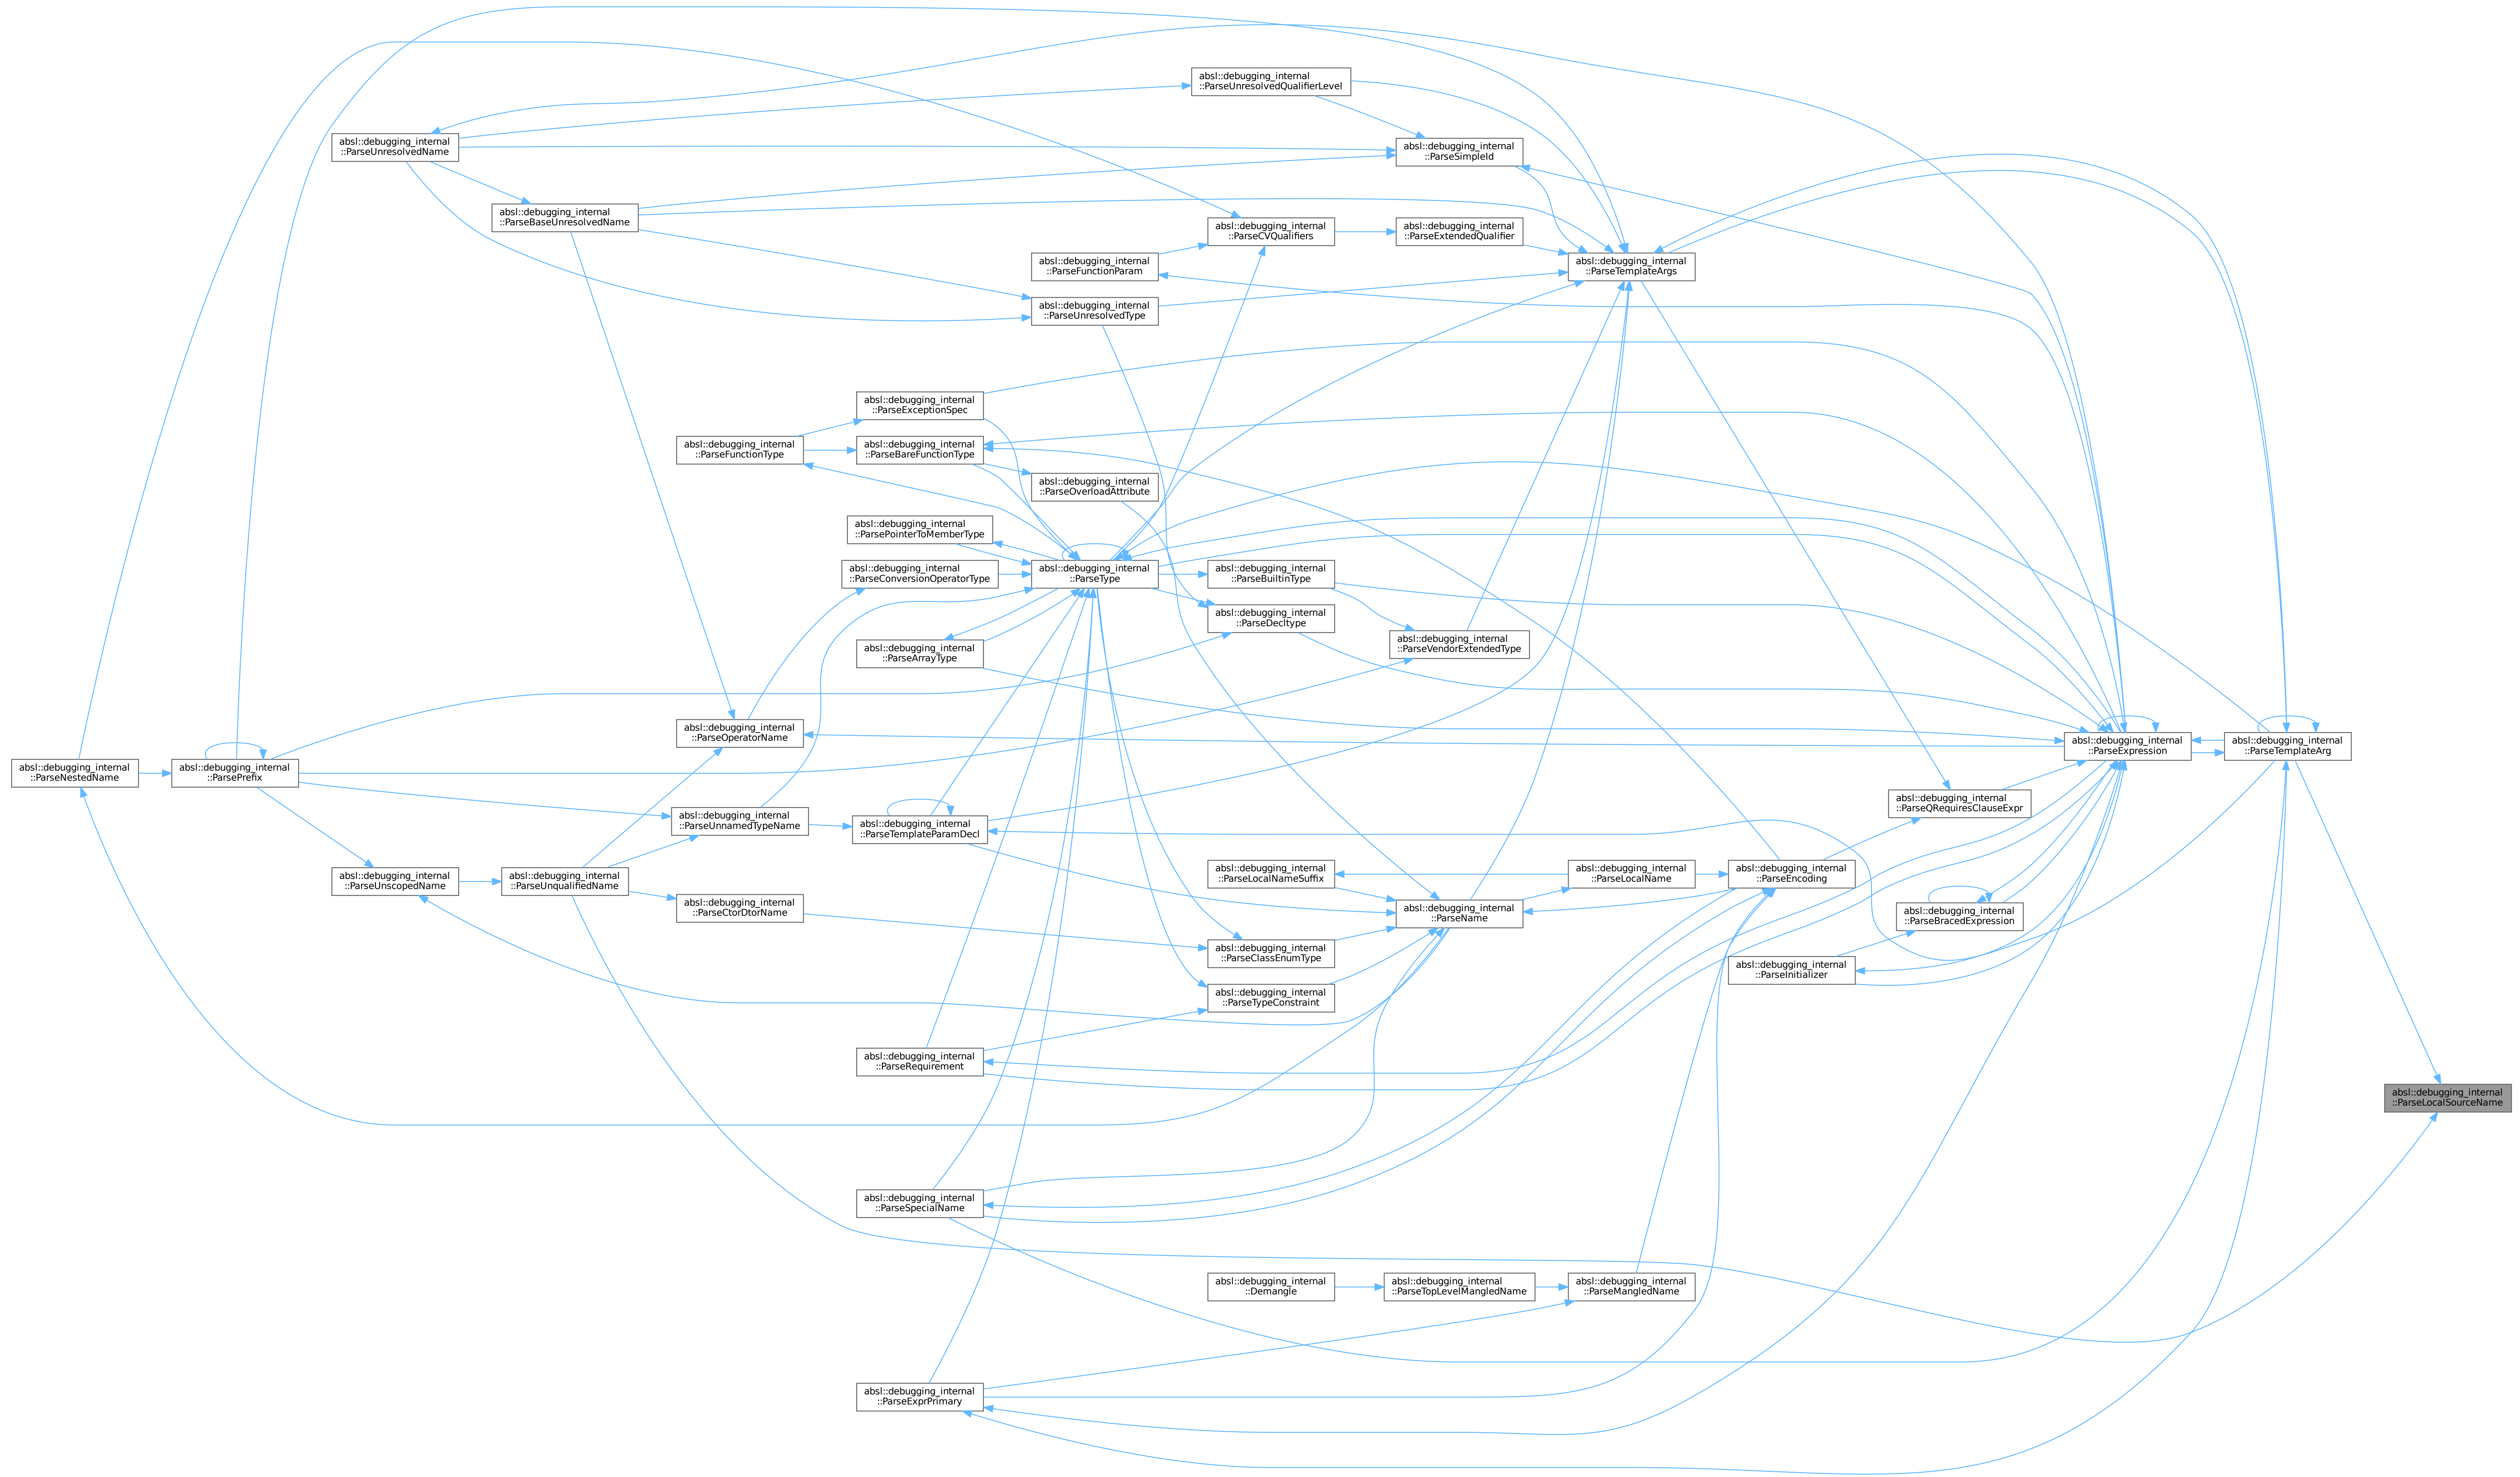 absl::debugging_internal
::ParseUnresolvedQualifierLevel
absl::debugging_internal
::ParseUnresolvedName
absl::debugging_internal
::ParseSimpleId
absl::debugging_internal
::ParseBaseUnresolvedName
absl::debugging_internal
::ParseCVQualifiers
absl::debugging_internal
::ParseExtendedQualifier
absl::debugging_internal
::ParseFunctionParam
absl::debugging_internal
::ParseTemplateArgs
absl::debugging_internal
::ParseUnresolvedType
absl::debugging_internal
::ParseExceptionSpec
absl::debugging_internal
::ParseFunctionType
absl::debugging_internal
::ParseBareFunctionType
absl::debugging_internal
::ParseOverloadAttribute
absl::debugging_internal
::ParsePointerToMemberType
absl::debugging_internal
::ParseConversionOperatorType
absl::debugging_internal
::ParseType
absl::debugging_internal
::ParseBuiltinType
absl::debugging_internal
::ParseDecltype
absl::debugging_internal
::ParseArrayType
absl::debugging_internal
::ParseVendorExtendedType
absl::debugging_internal
::ParseOperatorName
absl::debugging_internal
::ParseExpression
absl::debugging_internal
::ParseTemplateArg
absl::debugging_internal
::ParseNestedName
absl::debugging_internal
::ParsePrefix
absl::debugging_internal
::ParseQRequiresClauseExpr
absl::debugging_internal
::ParseUnnamedTypeName
absl::debugging_internal
::ParseTemplateParamDecl
absl::debugging_internal
::ParseUnscopedName
absl::debugging_internal
::ParseUnqualifiedName
absl::debugging_internal
::ParseLocalNameSuffix
absl::debugging_internal
::ParseLocalName
absl::debugging_internal
::ParseEncoding
absl::debugging_internal
::ParseCtorDtorName
absl::debugging_internal
::ParseName
absl::debugging_internal
::ParseBracedExpression
absl::debugging_internal
::ParseClassEnumType
absl::debugging_internal
::ParseInitializer
absl::debugging_internal
::ParseTypeConstraint
absl::debugging_internal
::ParseRequirement
absl::debugging_internal
::ParseLocalSourceName
absl::debugging_internal
::ParseSpecialName
absl::debugging_internal
::Demangle
absl::debugging_internal
::ParseTopLevelMangledName
absl::debugging_internal
::ParseMangledName
absl::debugging_internal
::ParseExprPrimary